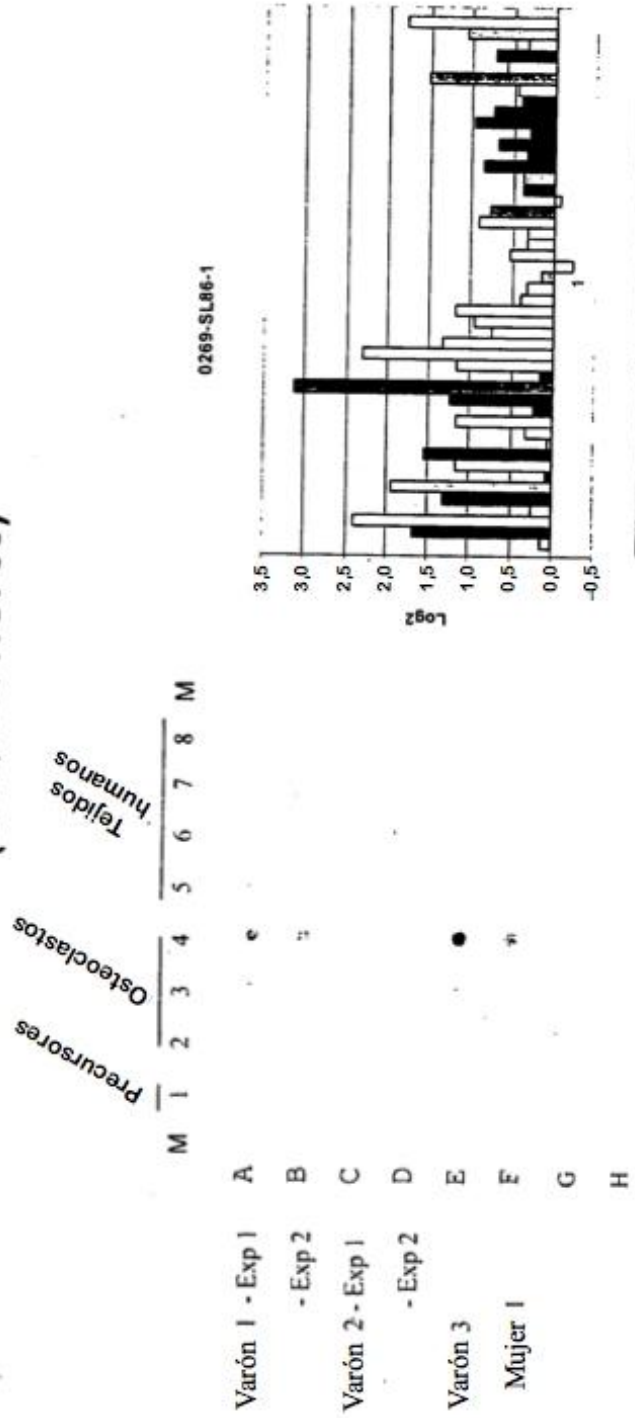 Precursores
Osteoclastos
Tejidos
humanos
M 1 2 3 4 5 6 7 8 M
Varón 1 - Exp 1 A
- Exp 2 B
Varón 2 - Exp 1 C
- Exp 2 D
Varón 3 E
Mujer 1 F
G
H
0269-SL86-1
Log2
3,5
3,0
2,5
2,0
1,5
1,0
0,5
0,0
-0,5
1